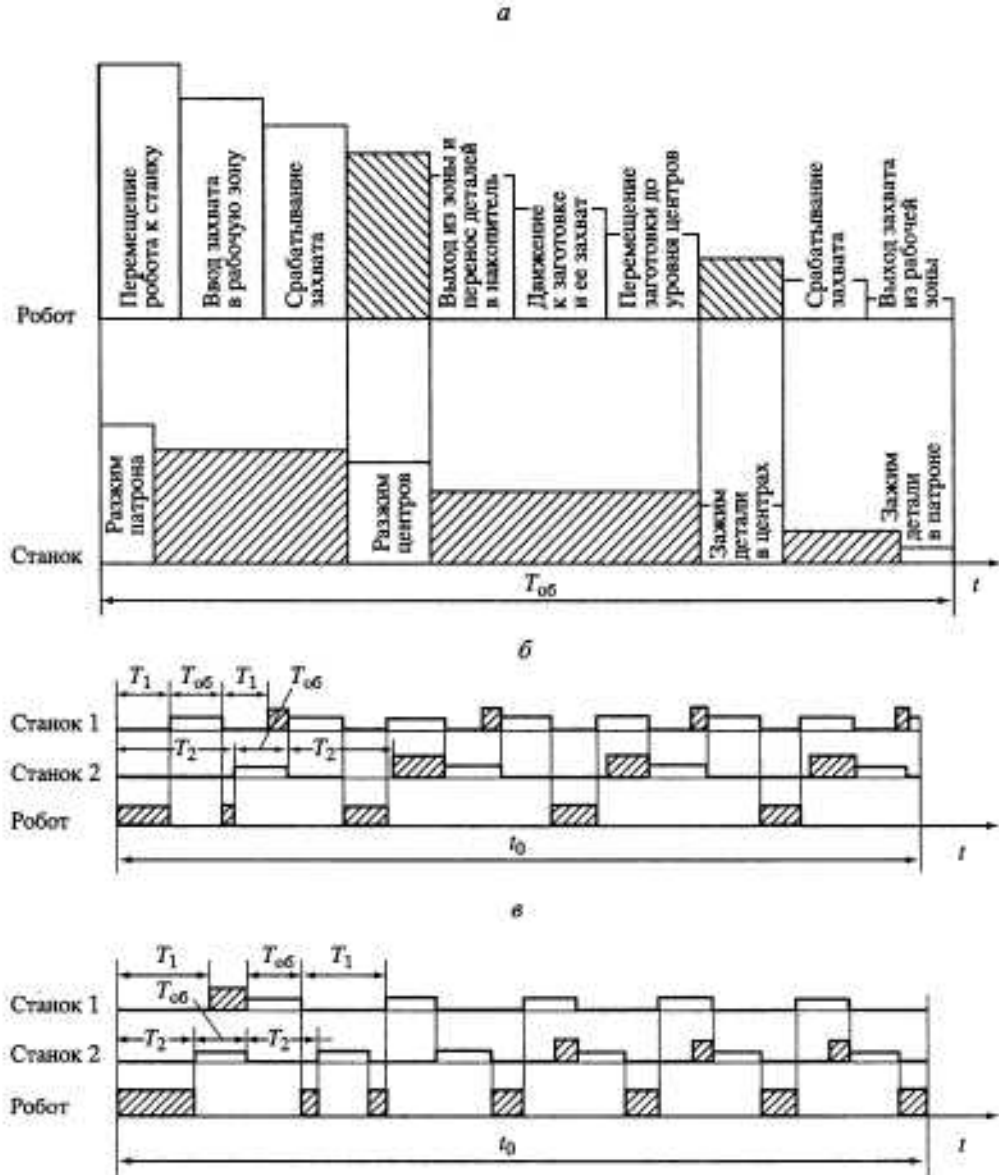 а
Перемещение
робота к станку
Ввод захвата
в рабочую зону
Срабатывание
захвата
Выход из зоны и
перенос деталей
в накопитель
Движение
к заготовке
и ее захват
Перемещение
заготовки до
уровня центров
Срабатывание
захвата
Выход захвата
из рабочей
зоны
Робот
Разжим
патрона
Разжим
центров
Зажим
детали
в центрах
Зажим
детали
в патроне
Станок
Tоб
t
б
T1
Tоб
T1
Tоб
Станок 1
T2
T2
Станок 2
Робот
t0
t
в
T1
Tоб
T1
Станок 1
Tоб
T2
T2
Станок 2
Робот
t0
t